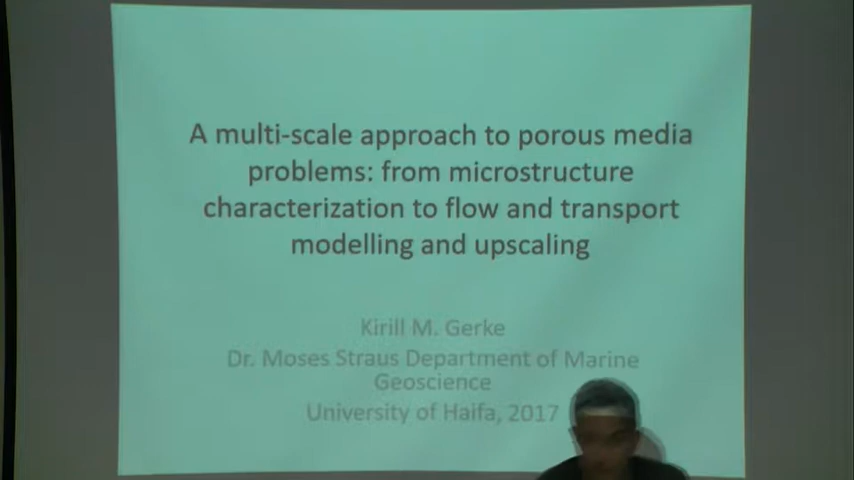 A multi-scale approach to porous media
problems: from microstructure
characterization to flow and transport
modelling and upscaling
Kirill M. Gerke
Dr. Moses Straus Department of Marine
Geoscience
University of Haifa, 2017